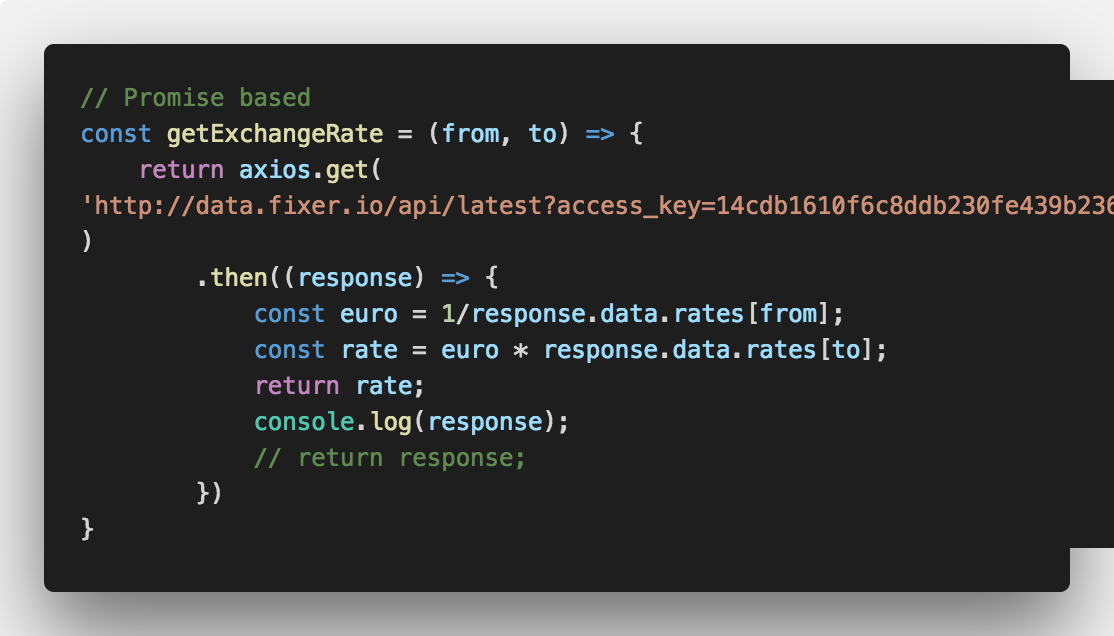 // Promise based
const getExchangeRate = (from, to) => {
    return axios.get(
'http://data.fixer.io/api/latest?access_key=14cdb1610f6c8ddb230fe439b236
)
        .then((response) => {
            const euro = 1/response.data.rates[from];
            const rate = euro * response.data.rates[to];
            return rate;
            console.log(response);
            // return response;
        })
}